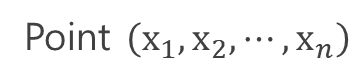 Point (x₁, x₂, ⋯, xₙ)